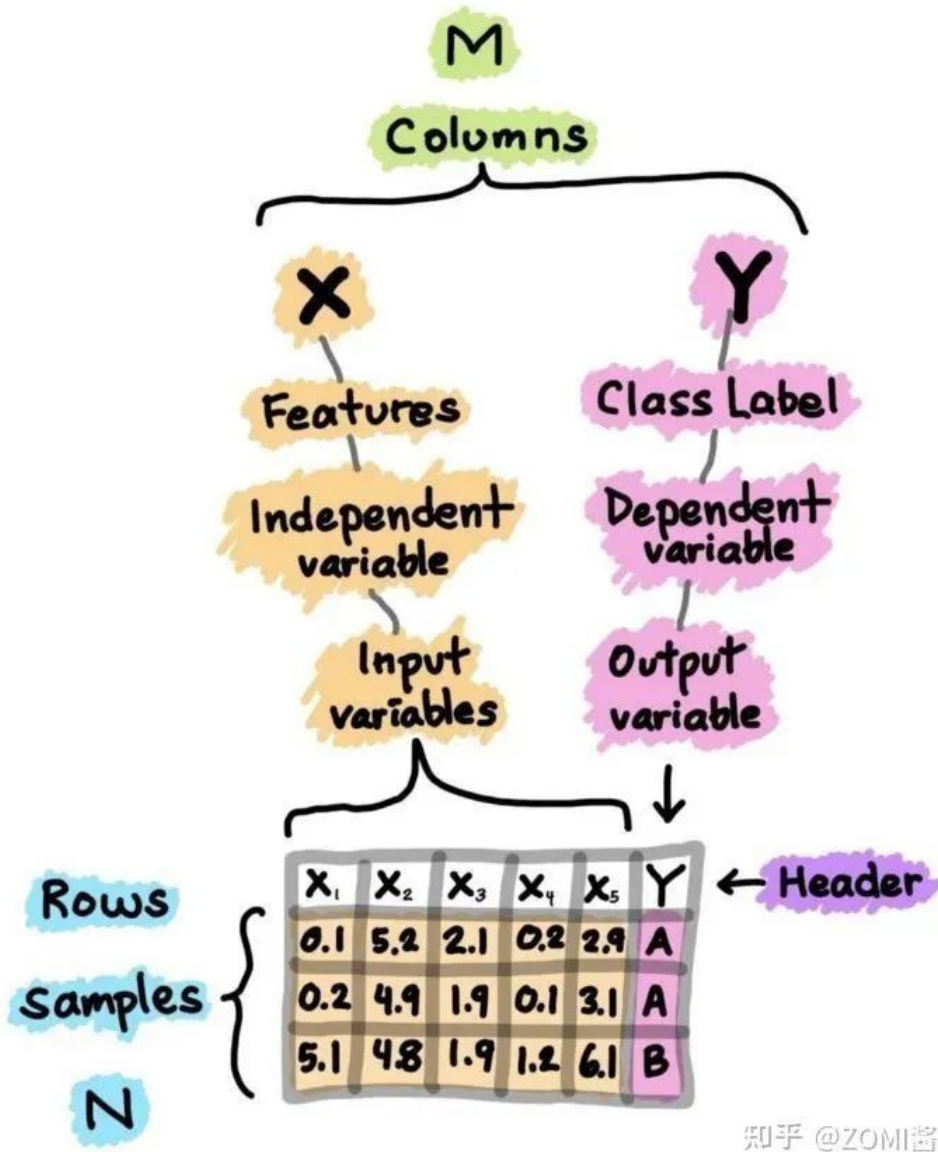 M
Columns
X
Y
Features
Class Label
Independent
variable
Dependent
variable
Input
variables
Output
variable
X₁ X₂ X₃ X₄ X₅ Y
Header
Rows
Samples
N
0.1 5.2 2.1 0.2 2.9 A
0.2 4.9 1.9 0.1 3.1 A
5.1 4.8 1.9 1.2 6.1 B
知乎 @ZOMI酱